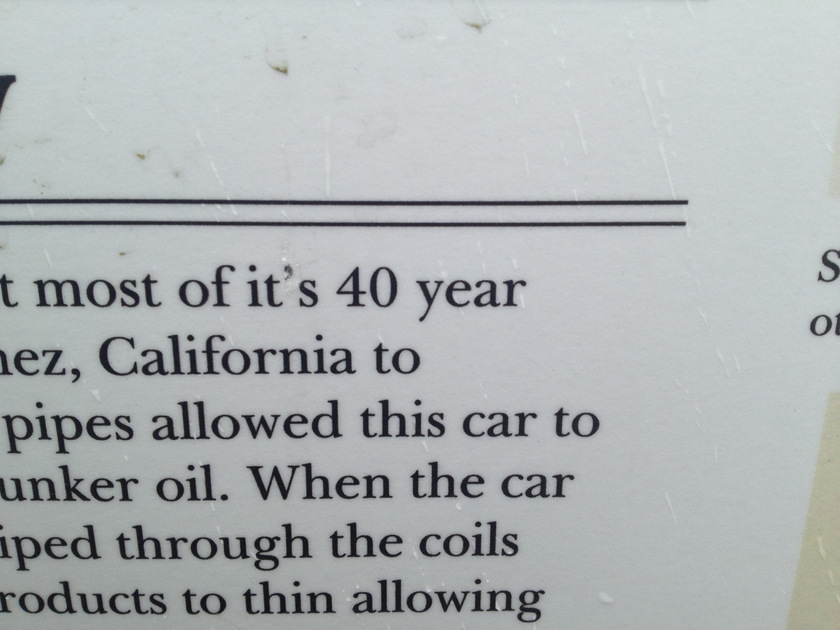 y
t most of it's 40 year
nez, California to
pipes allowed this car to
unker oil. When the car
iped through the coils
roducts to thin allowing
S
ot